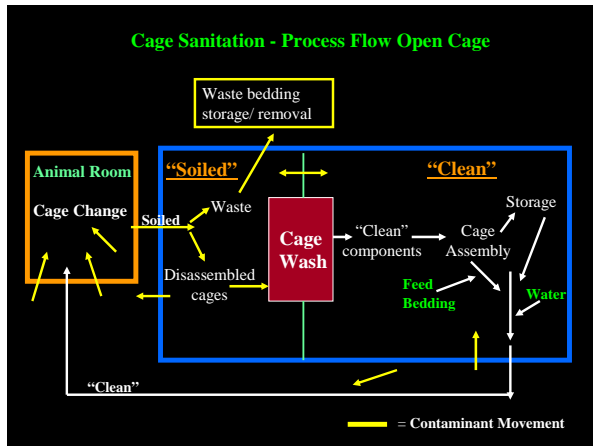 Cage Sanitation - Process Flow Open Cage
Waste bedding
storage/ removal
Animal Room
Cage Change
"Soiled"
Soiled
Waste
Disassembled
cages
Cage
Wash
"Clean"
"Clean"
components
Storage
Cage
Assembly
Feed
Bedding
Water
"Clean"
= Contaminant Movement